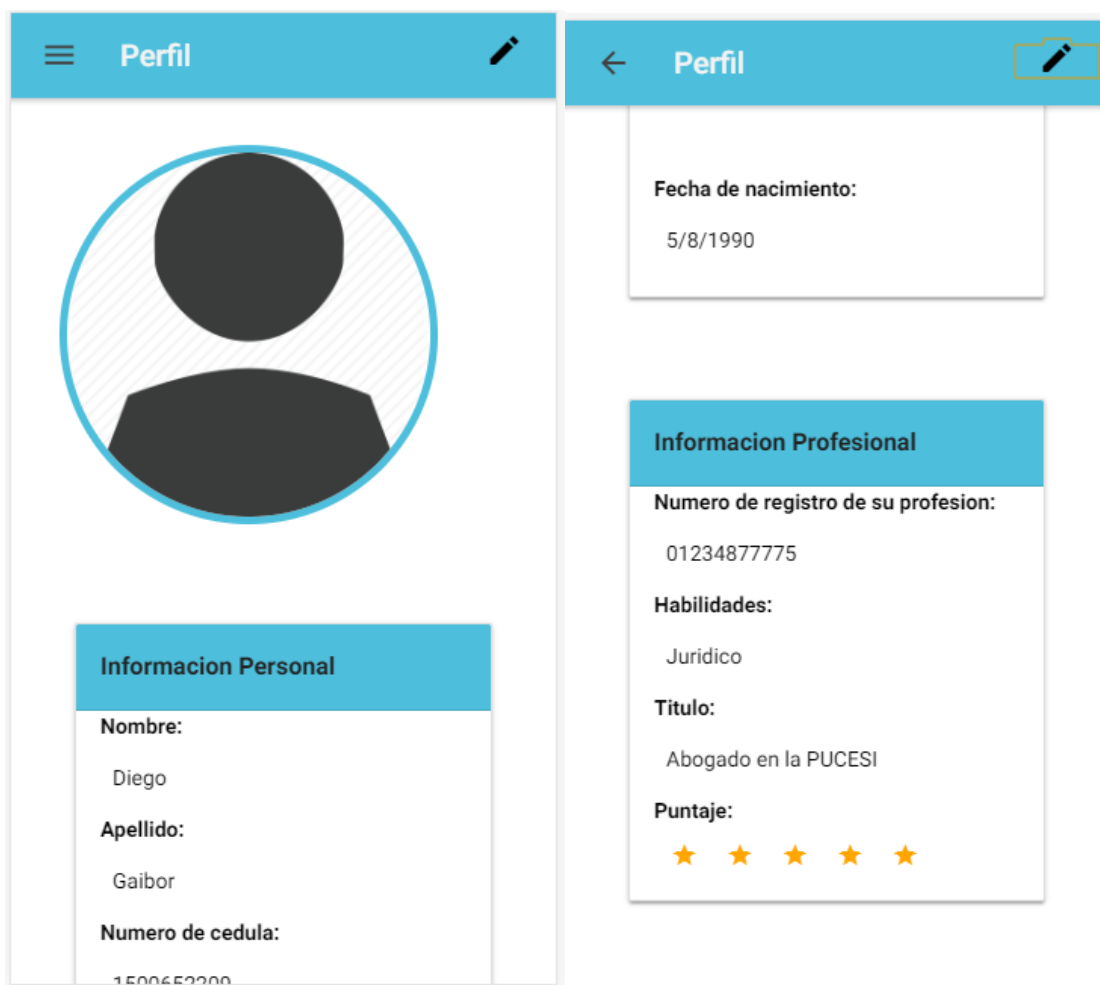 Perfil
Informacion Personal
Nombre:
Diego
Apellido:
Gaibor
Numero de cedula:
Perfil
Fecha de nacimiento:
5/8/1990
Informacion Profesional
Numero de registro de su profesion:
01234877775
Habilidades:
Juridico
Titulo:
Abogado en la PUCESI
Puntaje: